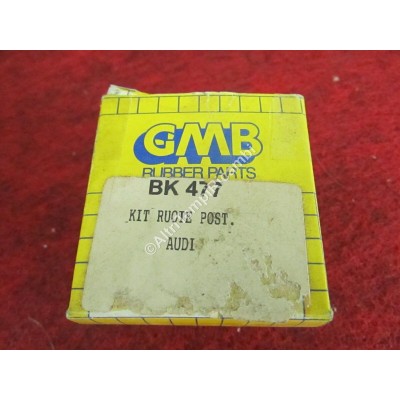 GMB
RUBBER PARTS
BK 477
KIT RUOTE POST.
AUDI